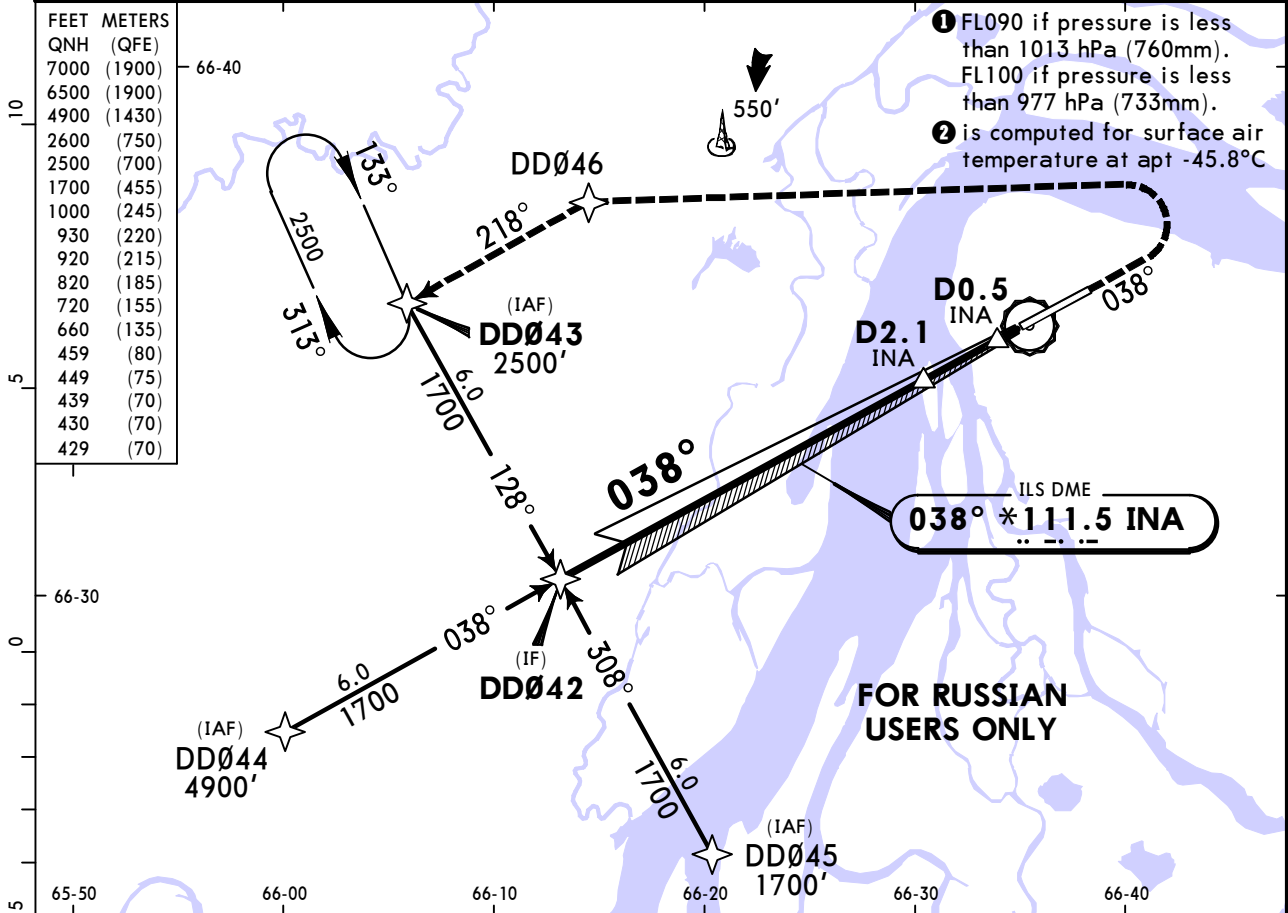 FEET METERS
QNH (QFE)
7000 (1900)
6500 (1900)
4900 (1430)
2600 (750)
2500 (700)
1700 (455)
1000 (245)
930 (220)
920 (215)
820 (185)
720 (155)
660 (135)
459 (80)
449 (75)
439 (70)
430 (70)
429 (70)
❶ FL090 if pressure is less
than 1013 hPa (760mm).
FL100 if pressure is less
than 977 hPa (733mm).
❷ is computed for surface air
temperature at apt -45.8°C
66-40
10
550'
DDØ46
133°
2500
313°
218°
(IAF)
DDØ43
2500'
D0.5
INA
038°
D2.1
INA
5
6.0
1700
128°
038°
ILS DME
038° *111.5 INA
.. -. .-
66-30
0
038°
6.0
1700
(IF)
DDØ42
308°
6.0
1700
FOR RUSSIAN
USERS ONLY
(IAF)
DDØ44
4900'
(IAF)
DDØ45
1700'
5
65-50
66-00
66-10
66-20
66-30
66-40